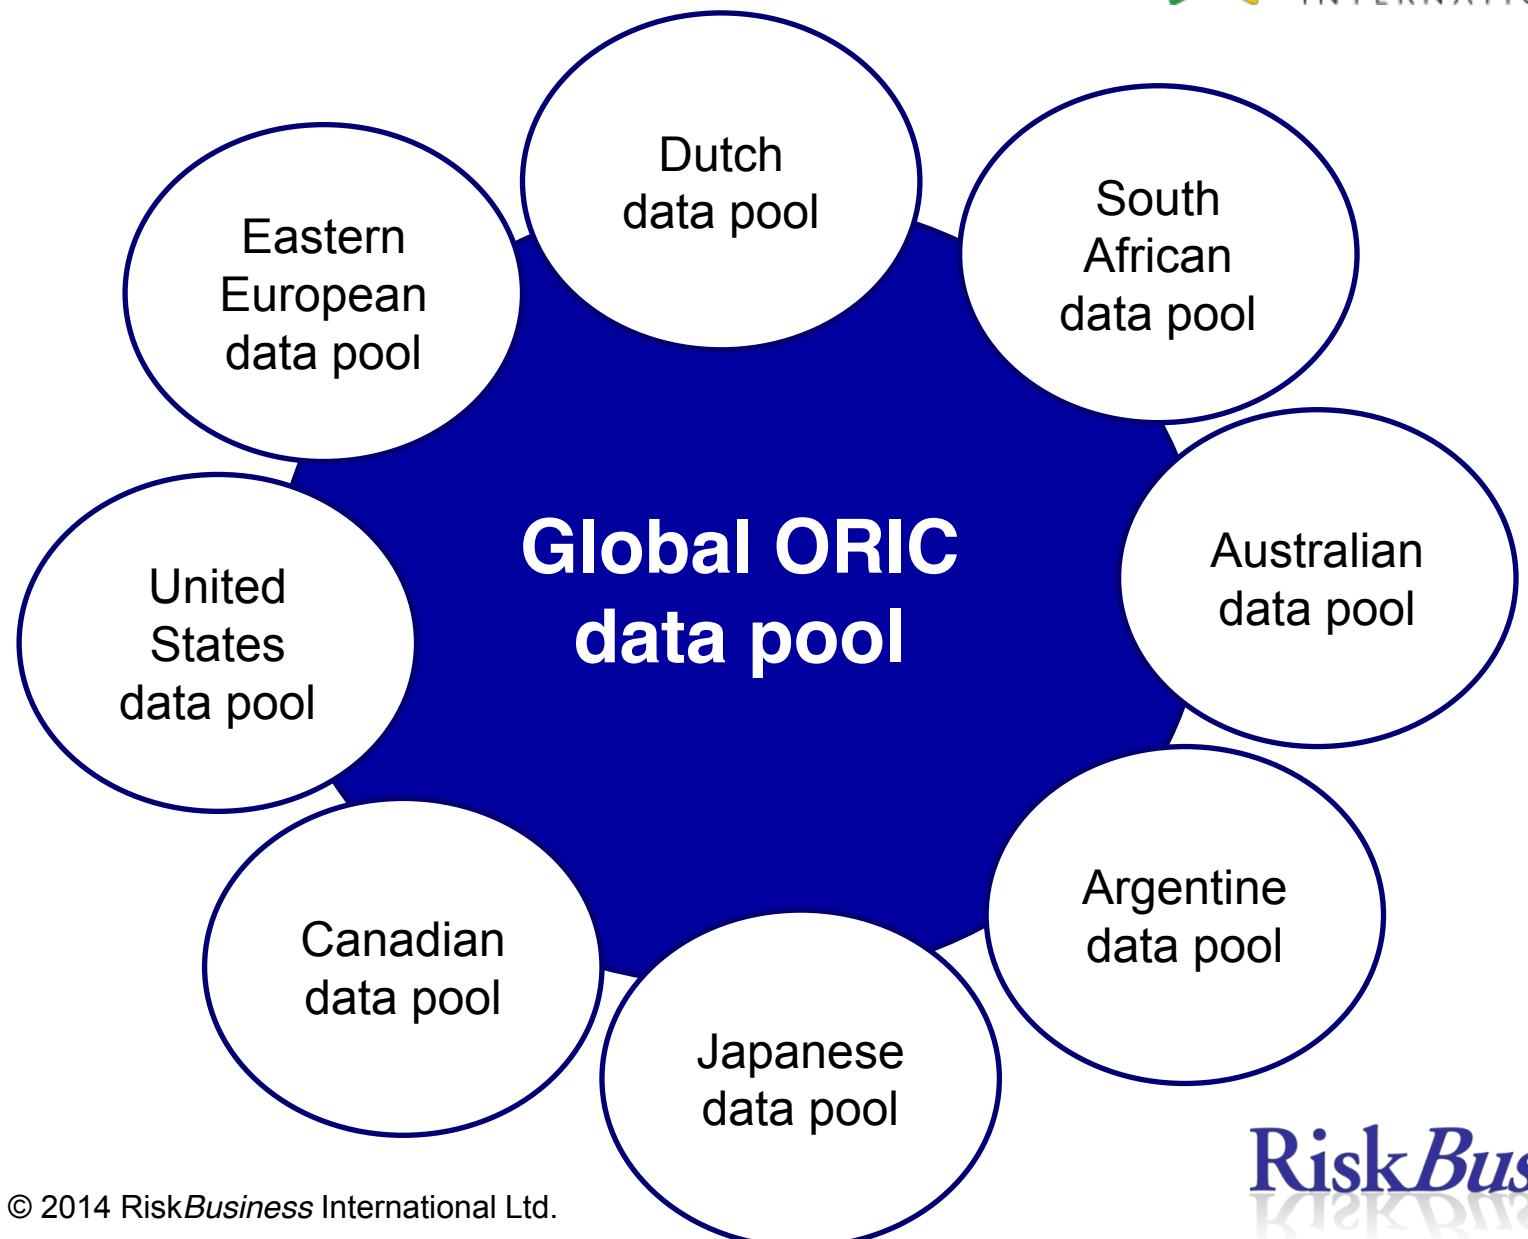 Dutch
data pool
South
African
data pool
Eastern
European
data pool
Global ORIC
data pool
Australian
data pool
United
States
data pool
Argentine
data pool
Canadian
data pool
Japanese
data pool
© 2014 RiskBusiness International Ltd.
Risk